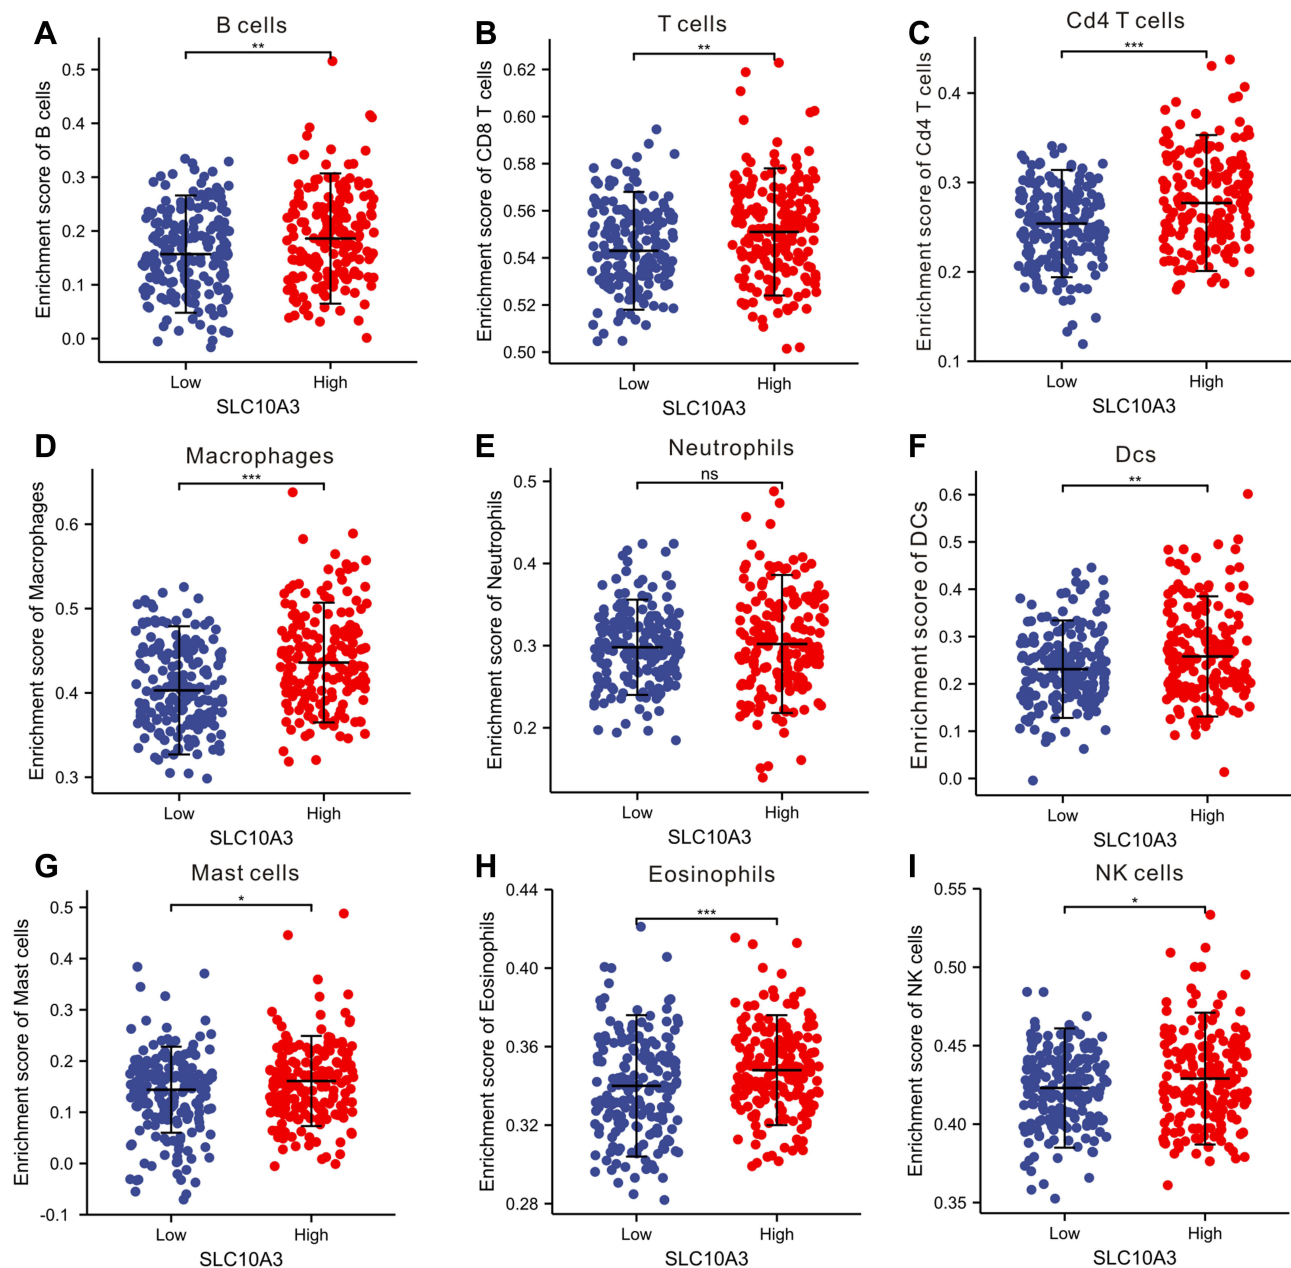 A
B cells
**
Enrichment score of B cells
0.5
0.4
0.3
0.2
0.1
0.0
Low
High
SLC10A3
B
T cells
**
Enrichment score of CD8 T cells
0.62
0.60
0.58
0.56
0.54
0.52
0.50
Low
High
SLC10A3
C
Cd4 T cells
***
Enrichment score of Cd4 T cells
0.4
0.3
0.2
0.1
Low
High
SLC10A3
D
Macrophages
***
Enrichment score of Macrophages
0.6
0.5
0.4
0.3
Low
High
SLC10A3
E
Neutrophils
ns
Enrichment score of Neutrophils
0.5
0.4
0.3
0.2
Low
High
SLC10A3
F
Dcs
**
Enrichment score of DCs
0.6
0.5
0.4
0.3
0.2
0.1
0.0
Low
High
SLC10A3
G
Mast cells
*
Enrichment score of Mast cells
0.5
0.4
0.3
0.2
0.1
0.0
-0.1
Low
High
SLC10A3
H
Eosinophils
***
Enrichment score of Eosinophils
0.44
0.40
0.36
0.32
0.28
Low
High
SLC10A3
I
NK cells
*
Enrichment score of NK cells
0.55
0.50
0.45
0.40
0.35
Low
High
SLC10A3